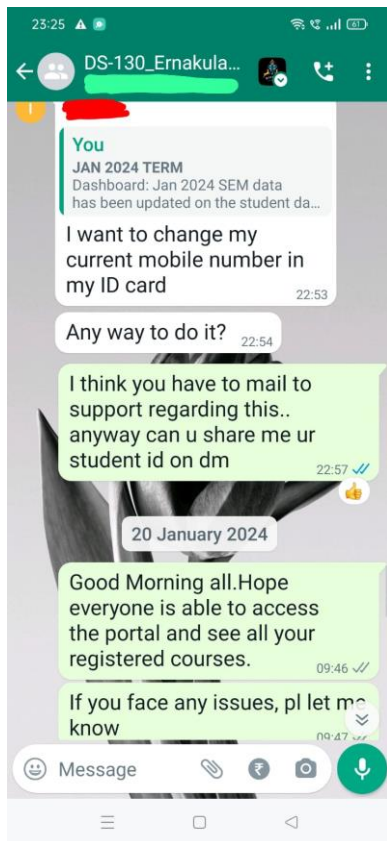 23:25
61
DS-130_Ernakula...
You
JAN 2024 TERM
Dashboard: Jan 2024 SEM data
has been updated on the student da...
I want to change my
current mobile number in
my ID card
22:53
Any way to do it?
22:54
I think you have to mail to
support regarding this..
anyway can u share me ur
student id on dm
22:57
20 January 2024
Good Morning all.Hope
everyone is able to access
the portal and see all your
registered courses.
09:46
If you face any issues, pl let me
know
09:47
Message